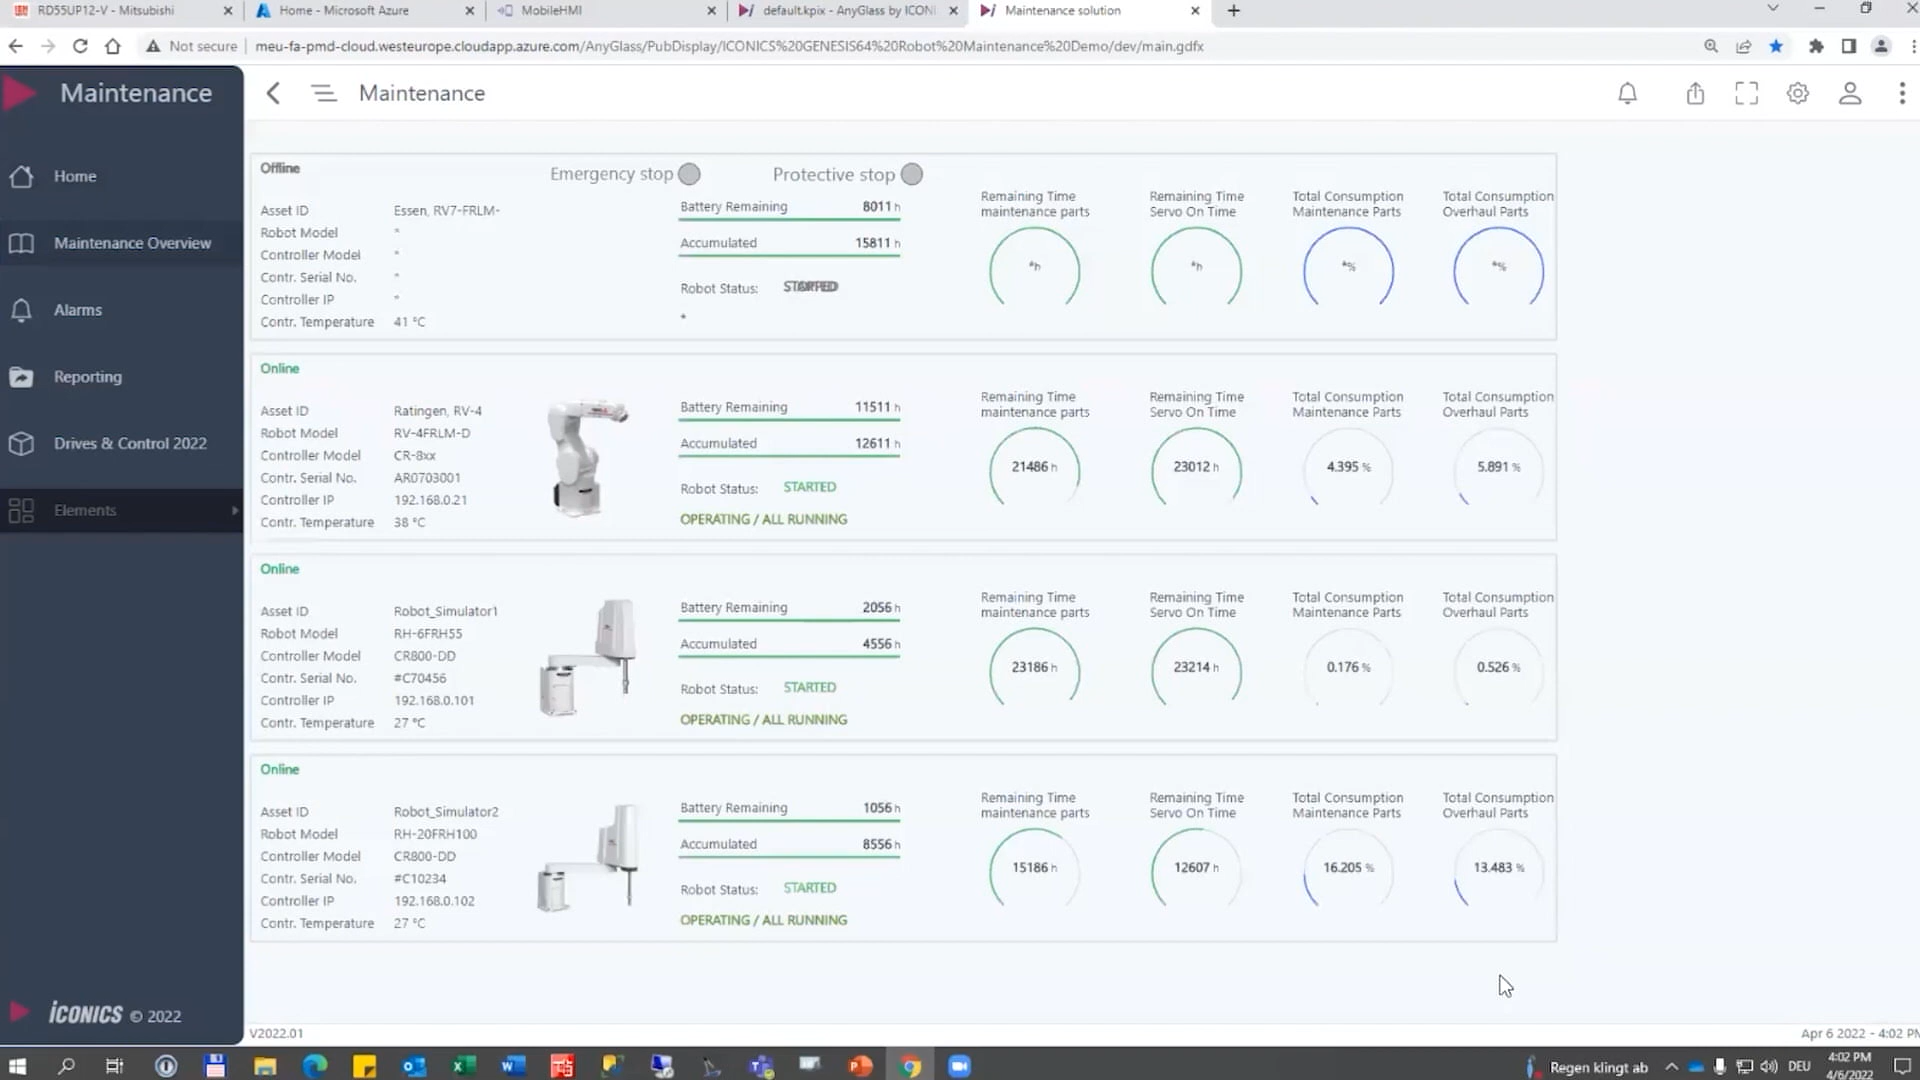 RD55UP12-V - Mitsubishi
Home - Microsoft Azure
MobileHMI
default.kpix - AnyGlass by ICONI
Maintenance solution
Not secure
meu-fa-pmd-cloud.westeurope.cloudapp.azure.com/AnyGlass/PubDisplay/ICONICS%20GENESIS64%20Robot%20Maintenance%20Demo/dev/main.gdfx
Maintenance
Home
Maintenance Overview
Alarms
Reporting
Drives & Control 2022
Elements
ICONICS © 2022
Maintenance
Offline
Emergency stop
Protective stop
Asset ID Essen, RV7-FRLM-
Robot Model *
Controller Model *
Contr. Serial No. *
Controller IP *
Contr. Temperature 41 °C
Battery Remaining 8011 h
Accumulated 15811 h
Robot Status:
*
Remaining Time
maintenance parts
*h
Remaining Time
Servo On Time
*h
Total Consumption
Maintenance Parts
*%
Total Consumption
Overhaul Parts
*%
Online
Asset ID Ratingen, RV-4
Robot Model RV-4FRLM-D
Controller Model CR-8xx
Contr. Serial No. AR0703001
Controller IP 192.168.0.21
Contr. Temperature 38 °C
Battery Remaining 11511 h
Accumulated 12611 h
Robot Status: STARTED
OPERATING / ALL RUNNING
Remaining Time
maintenance parts
21486 h
Remaining Time
Servo On Time
23012 h
Total Consumption
Maintenance Parts
4.395 %
Total Consumption
Overhaul Parts
5.891 %
Online
Asset ID Robot_Simulator1
Robot Model RH-6FRH55
Controller Model CR800-DD
Contr. Serial No. #C70456
Controller IP 192.168.0.101
Contr. Temperature 27 °C
Battery Remaining 2056 h
Accumulated 4556 h
Robot Status: STARTED
OPERATING / ALL RUNNING
Remaining Time
maintenance parts
23186 h
Remaining Time
Servo On Time
23214 h
Total Consumption
Maintenance Parts
0.176 %
Total Consumption
Overhaul Parts
0.526 %
Online
Asset ID Robot_Simulator2
Robot Model RH-20FRH100
Controller Model CR800-DD
Contr. Serial No. #C10234
Controller IP 192.168.0.102
Contr. Temperature 27 °C
Battery Remaining 1056 h
Accumulated 8556 h
Robot Status: STARTED
OPERATING / ALL RUNNING
Remaining Time
maintenance parts
15186 h
Remaining Time
Servo On Time
12607 h
Total Consumption
Maintenance Parts
16.205 %
Total Consumption
Overhaul Parts
13.483 %
V2022.01
Apr 6 2022 - 4:02 PM
Regen klingt ab
DEU
4:02 PM
4/6/2022